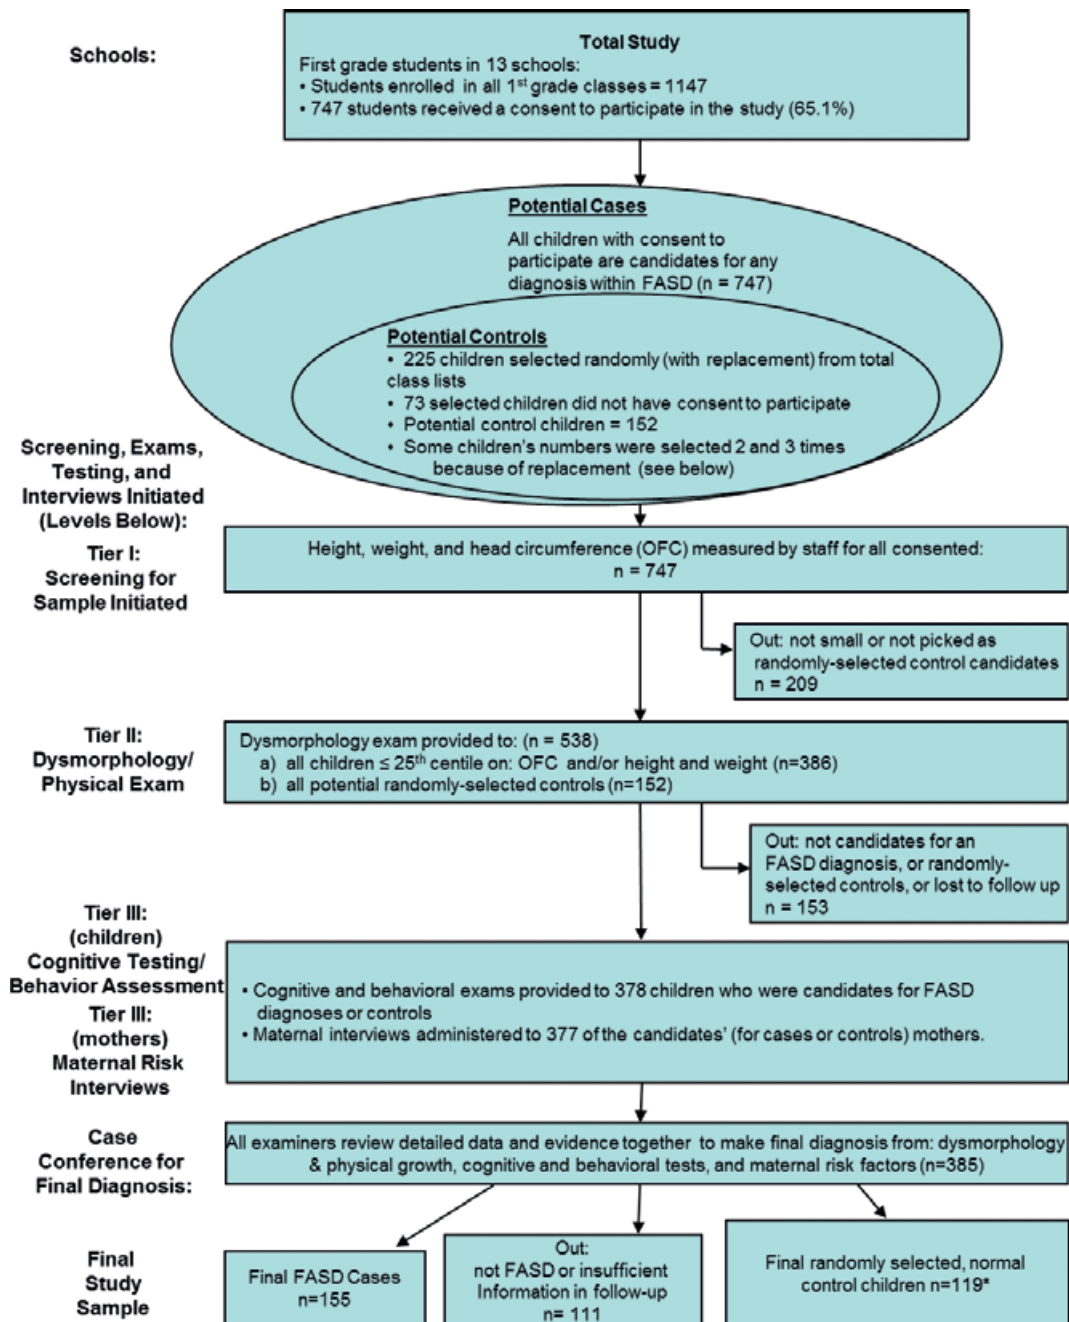 Schools:
Total Study
First grade students in 13 schools:
• Students enrolled in all 1st grade classes = 1147
• 747 students received a consent to participate in the study (65.1%)
Potential Cases
All children with consent to
participate are candidates for any
diagnosis within FASD (n = 747)
Potential Controls
• 225 children selected randomly (with replacement) from total
class lists
• 73 selected children did not have consent to participate
• Potential control children = 152
• Some children's numbers were selected 2 and 3 times
because of replacement (see below)
Screening, Exams,
Testing, and
Interviews Initiated
(Levels Below):
Tier I:
Screening for
Sample Initiated
Height, weight, and head circumference (OFC) measured by staff for all consented:
n = 747
Out: not small or not picked as
randomly-selected control candidates
n = 209
Tier II:
Dysmorphology/
Physical Exam
Dysmorphology exam provided to: (n = 538)
a) all children ≤ 25th centile on: OFC and/or height and weight (n=386)
b) all potential randomly-selected controls (n=152)
Out: not candidates for an
FASD diagnosis, or randomly-
selected controls, or lost to follow up
n = 153
Tier III:
(children)
Cognitive Testing/
Behavior Assessment
Tier III:
(mothers)
Maternal Risk
Interviews
• Cognitive and behavioral exams provided to 378 children who were candidates for FASD
diagnoses or controls
• Maternal interviews administered to 377 of the candidates' (for cases or controls) mothers.
Case
Conference for
Final Diagnosis:
All examiners review detailed data and evidence together to make final diagnosis from: dysmorphology
& physical growth, cognitive and behavioral tests, and maternal risk factors (n=385)
Final
Study
Sample
Final FASD Cases
n=155
Out:
not FASD or insufficient
Information in follow-up
n= 111
Final randomly selected, normal
control children n=119*